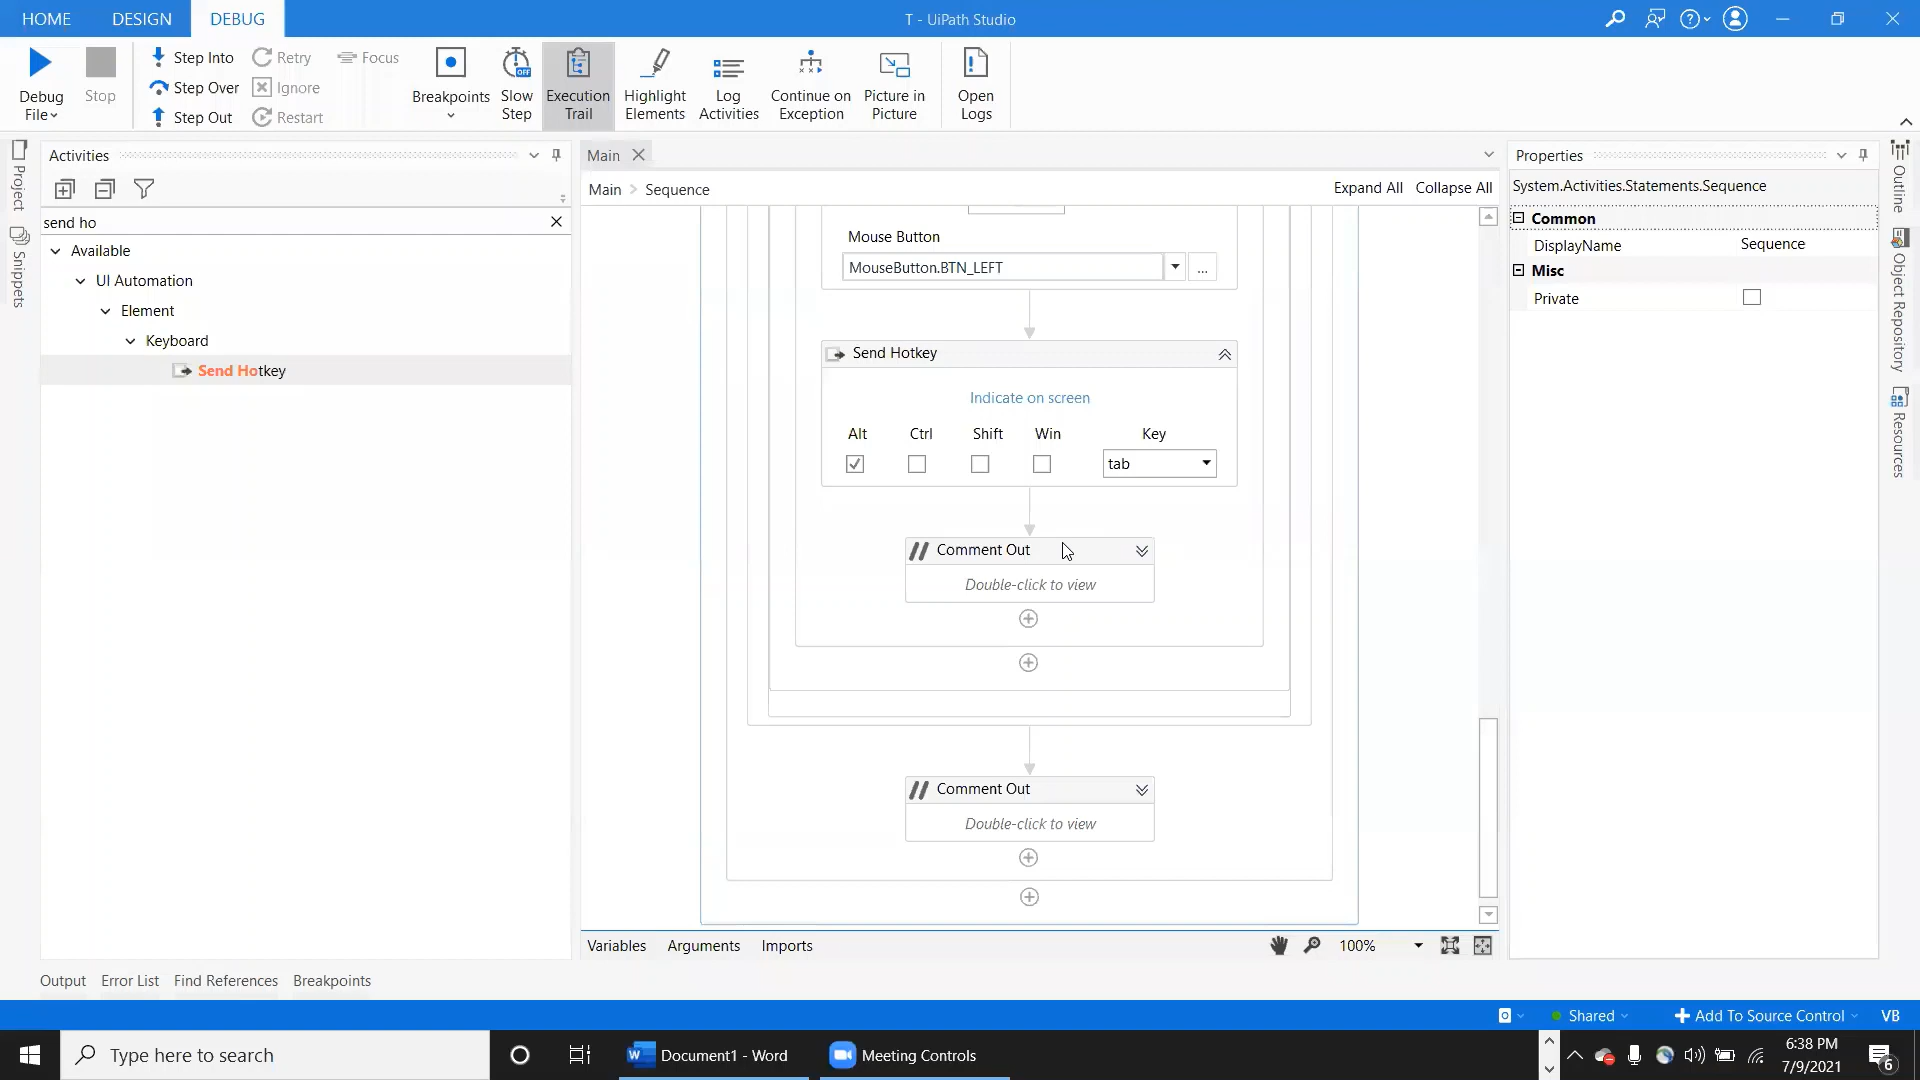 HOME DESIGN DEBUG T - UiPath Studio
Debug File Stop
Step Into Retry Focus
Step Over Ignore
Step Out Restart
Breakpoints
Slow Step
OFF
Execution Trail
Highlight Elements
Log Activities
Continue on Exception
Picture in Picture
Open Logs
Project
Snippets
Activities
send ho
Available
UI Automation
Element
Keyboard
Send Hotkey
Main
Main > Sequence Expand All Collapse All
Mouse Button
MouseButton.BTN_LEFT ...
Send Hotkey
Indicate on screen
Alt Ctrl Shift Win Key
tab
// Comment Out
Double-click to view
// Comment Out
Double-click to view
Variables Arguments Imports 100%
Properties
System.Activities.Statements.Sequence
Common
DisplayName Sequence
Misc
Private
Outline
Object Repository
Resources
Output Error List Find References Breakpoints
Shared Add To Source Control VB
Type here to search
Document1 - Word
Meeting Controls
6:38 PM
7/9/2021
6